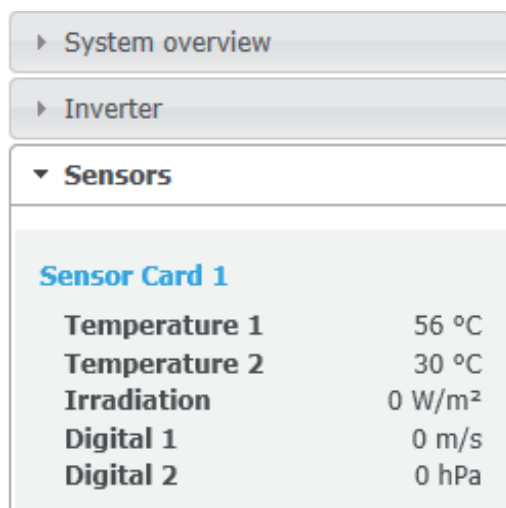 System overview
Inverter
Sensors
Sensor Card 1
Temperature 1 56 °C
Temperature 2 30 °C
Irradiation 0 W/m²
Digital 1 0 m/s
Digital 2 0 hPa